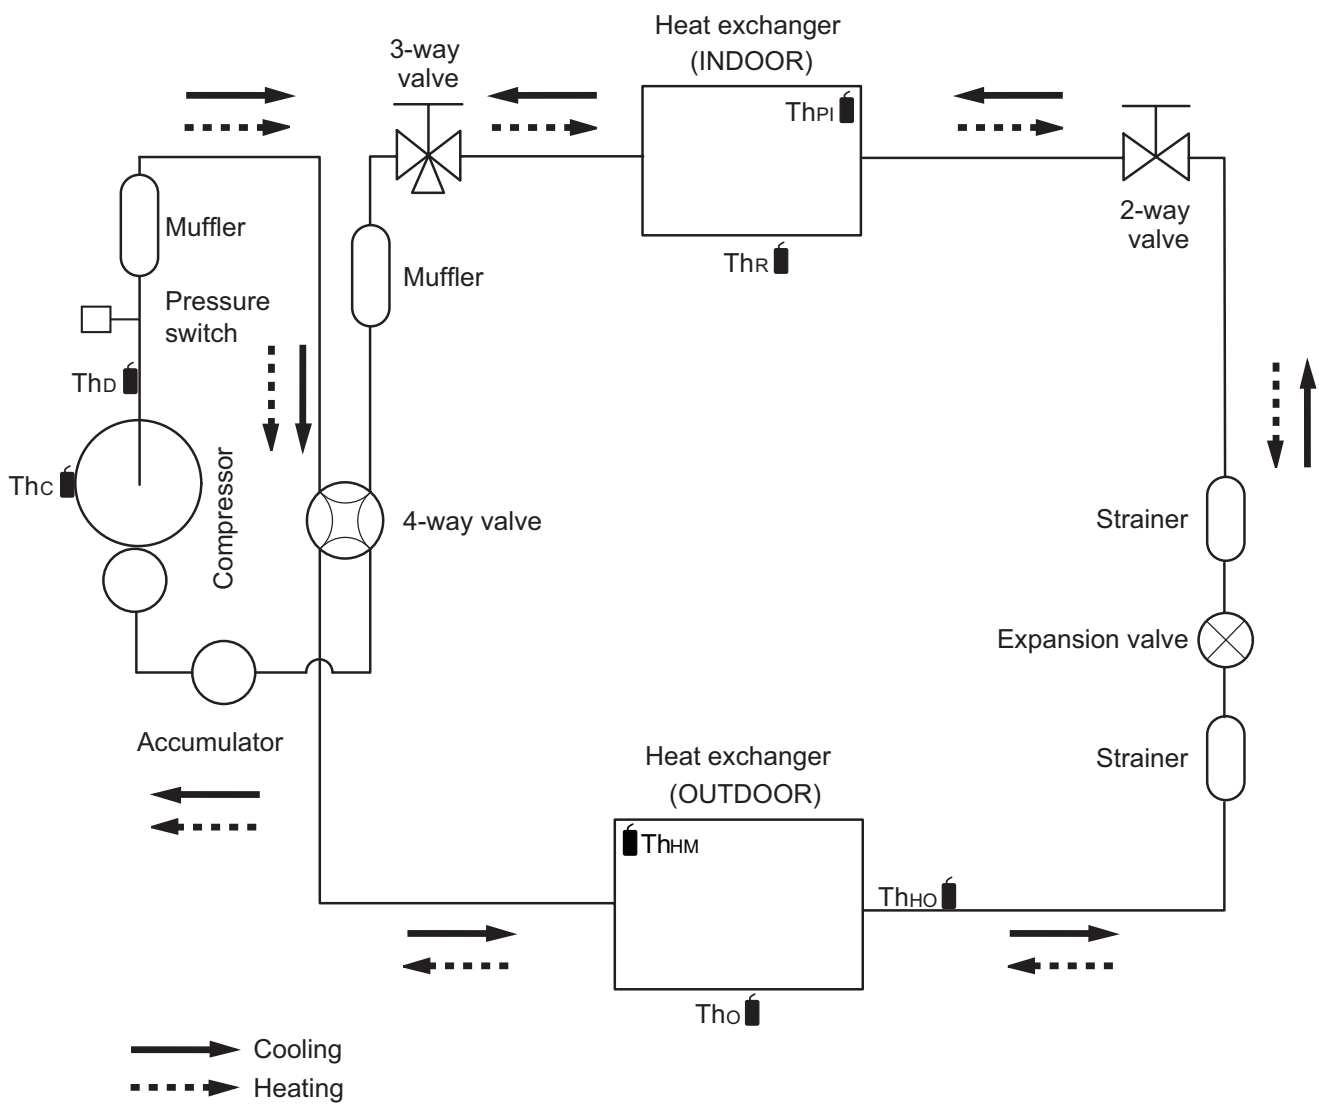 Heat exchanger
(INDOOR)
3-way
valve
ThPI
2-way
valve
Muffler
ThR
Muffler
Pressure
switch
ThD
ThC
Compressor
4-way valve
Strainer
Expansion valve
Strainer
Accumulator
Heat exchanger
(OUTDOOR)
ThHM
ThHO
ThO
Cooling
Heating